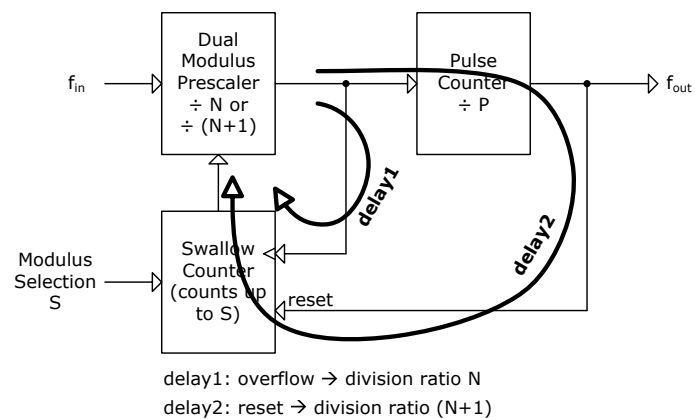 Dual
Modulus
Prescaler
÷ N or
÷ (N+1)
Pulse
Counter
÷ P
f_in
f_out
delay1
delay2
Swallow
Counter
(counts up
to S)
Modulus
Selection
S
reset
delay1: overflow → division ratio N
delay2: reset → division ratio (N+1)